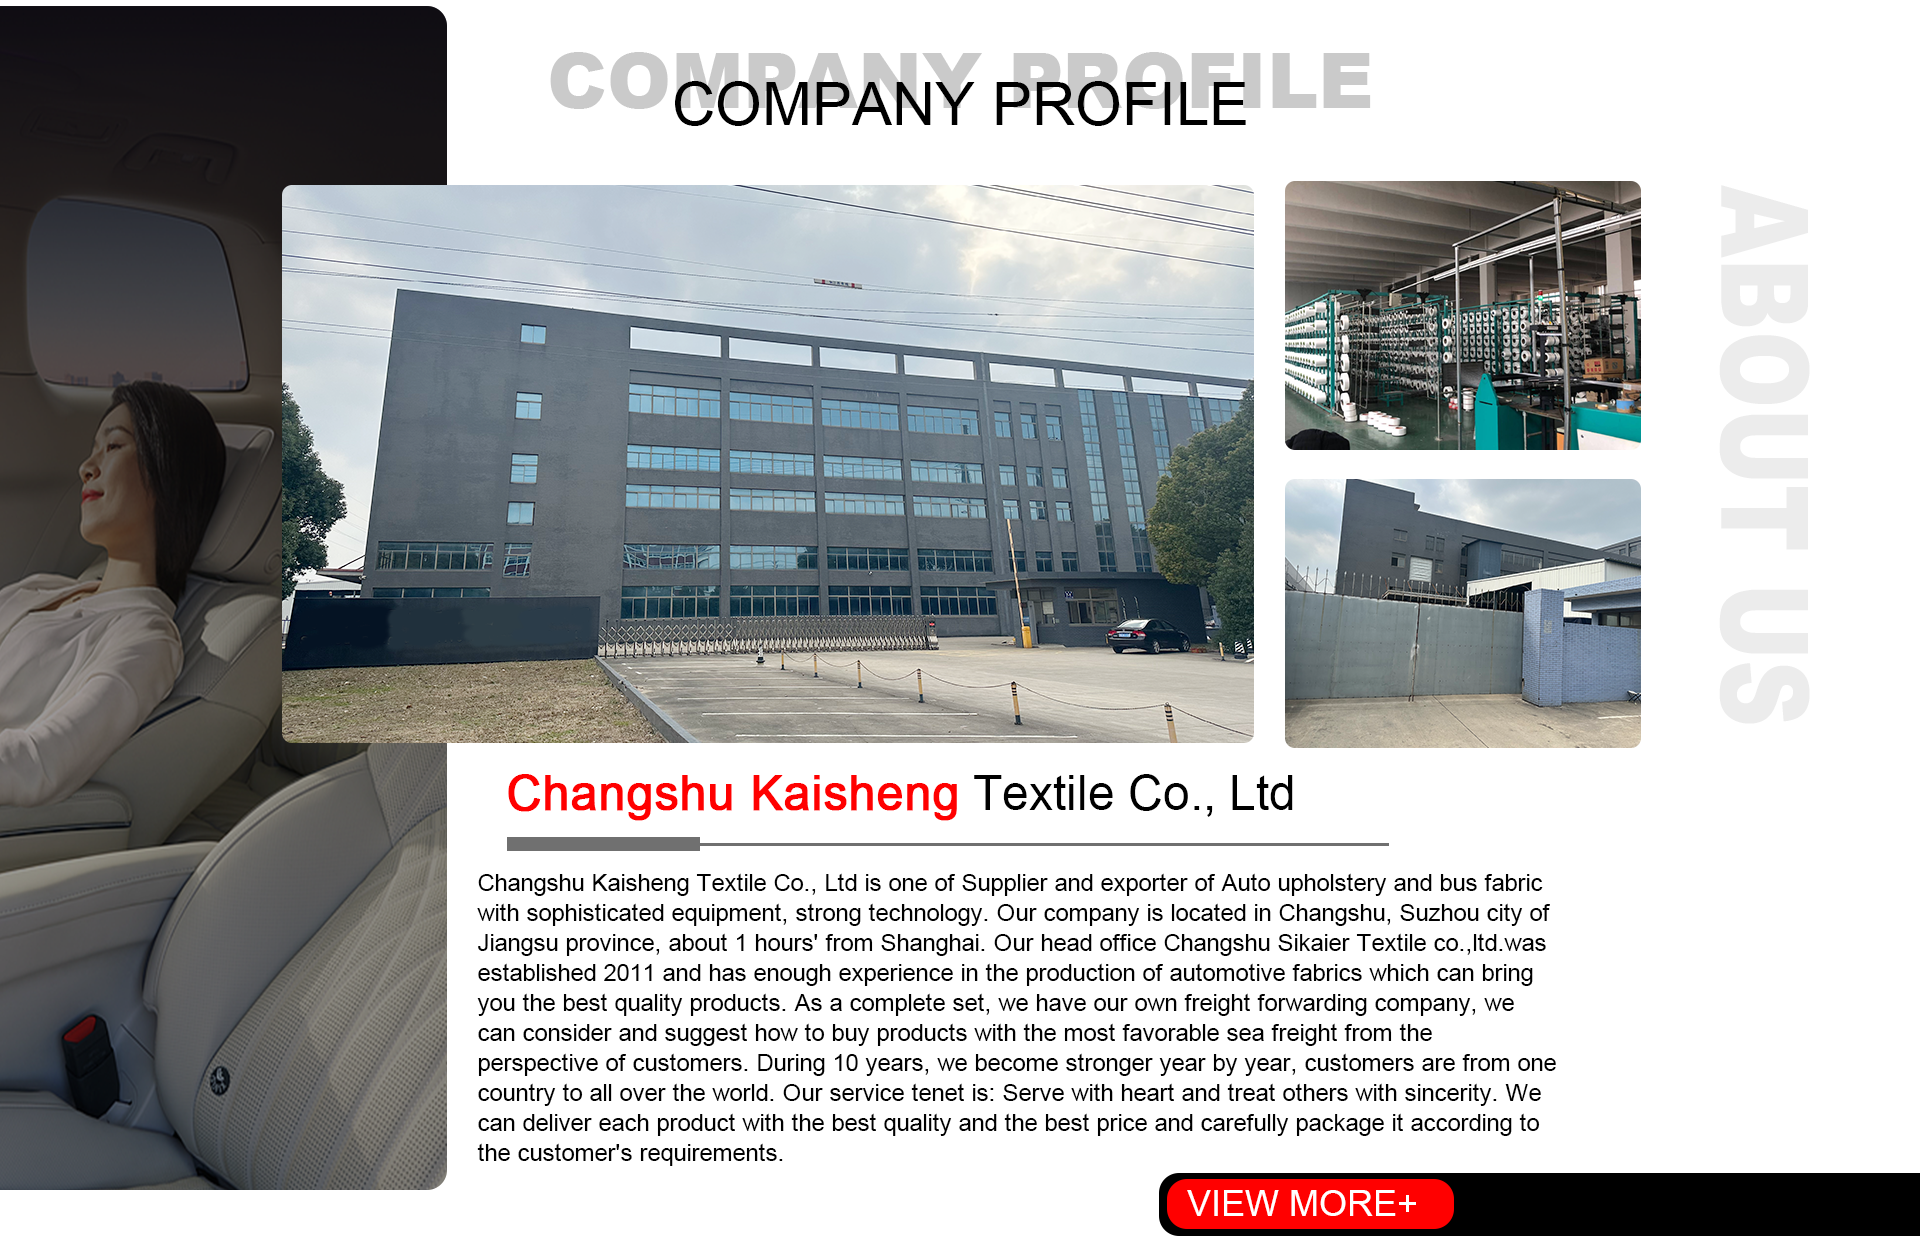 COMPANY PROFILE
COMPANY PROFILE
ABOUT US
Changshu Kaisheng Textile Co., Ltd
Changshu Kaisheng Textile Co., Ltd is one of Supplier and exporter of Auto upholstery and bus fabric
with sophisticated equipment, strong technology. Our company is located in Changshu, Suzhou city of
Jiangsu province, about 1 hours' from Shanghai. Our head office Changshu Sikaier Textile co.,ltd.was
established 2011 and has enough experience in the production of automotive fabrics which can bring
you the best quality products. As a complete set, we have our own freight forwarding company, we
can consider and suggest how to buy products with the most favorable sea freight from the
perspective of customers. During 10 years, we become stronger year by year, customers are from one
country to all over the world. Our service tenet is: Serve with heart and treat others with sincerity. We
can deliver each product with the best quality and the best price and carefully package it according to
the customer's requirements.
VIEW MORE+